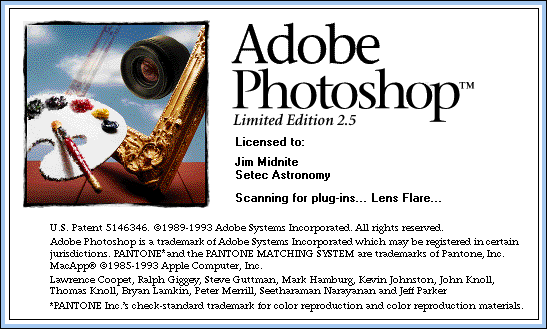 Adobe
Photoshop™
Limited Edition 2.5
Licensed to:
Jim Midnite
Setec Astronomy
Scanning for plug-ins... Lens Flare...
U.S. Patent 5146346. ©1989-1993 Adobe Systems Incorporated. All rights reserved.
Adobe Photoshop is a trademark of Adobe Systems Incorporated which may be registered in certain
jurisdictions. PANTONE* and the PANTONE MATCHING SYSTEM are trademarks of Pantone, Inc.
MacApp® ©1985-1993 Apple Computer, Inc.
Lawrence Coopet, Ralph Giggey, Steve Guttman, Mark Hamburg, Kevin Johnston, John Knoll,
Thomas Knoll, Bryan Lamkin, Peter Merrill, Seetharaman Narayanan and Jeff Parker
*PANTONE Inc.'s check-standard trademark for color reproduction and color reproduction materials.